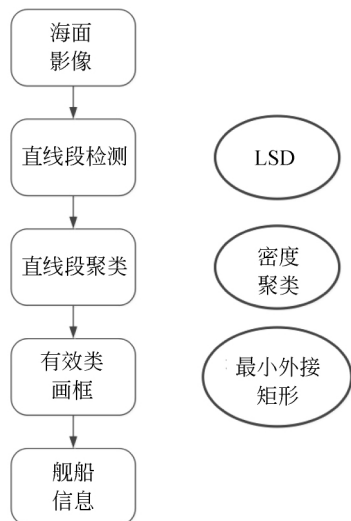 海面
影像
直线段检测
LSD
直线段聚类
密度
聚类
有效类
画框
最小外接
矩形
舰船
信息